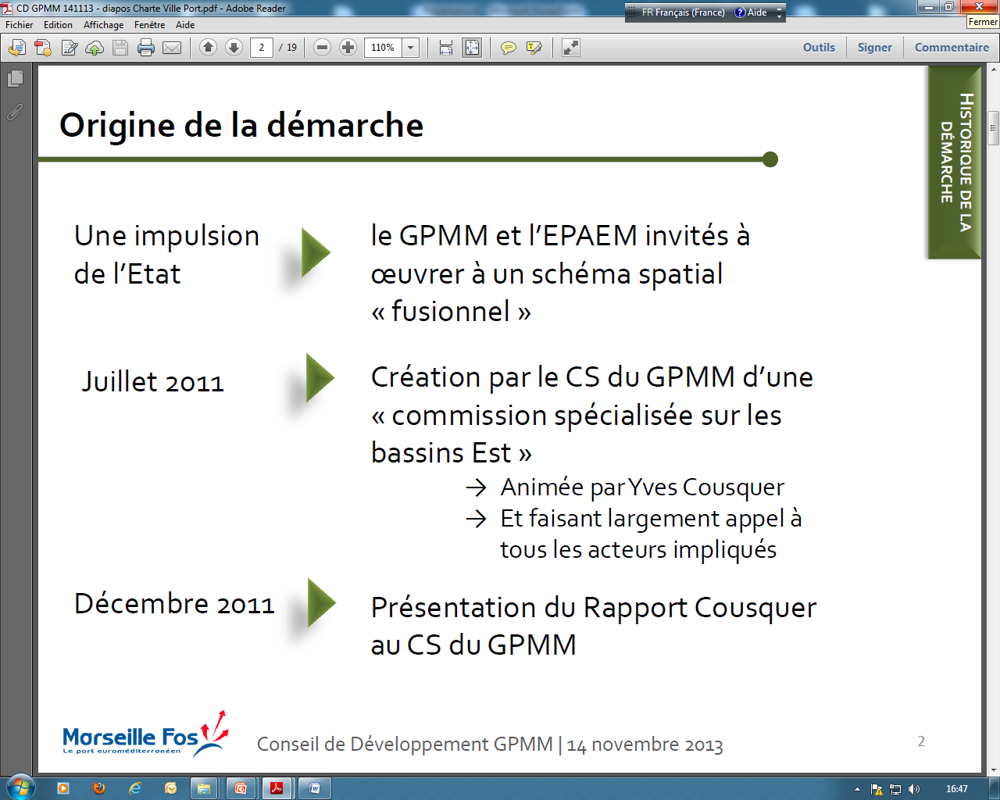 CD GPMM 141113 - diapos Charte Ville Port.pdf - Adobe Reader
FR Français (France) Aide
Fermer
Fichier Edition Affichage Fenêtre Aide
2 / 19 110% Outils Signer Commentaire
HISTORIQUE DE LA
DÉMARCHE
Origine de la démarche
Une impulsion
de l’Etat
le GPMM et l’EPAEM invités à
œuvrer à un schéma spatial
« fusionnel »
Juillet 2011
Création par le CS du GPMM d’une
« commission spécialisée sur les
bassins Est »
→ Animée par Yves Cousquer
→ Et faisant largement appel à
tous les acteurs impliqués
Décembre 2011
Présentation du Rapport Cousquer
au CS du GPMM
Marseille Fos
Le port euroméditerranéen
Conseil de Développement GPMM | 14 novembre 2013
2
16:47